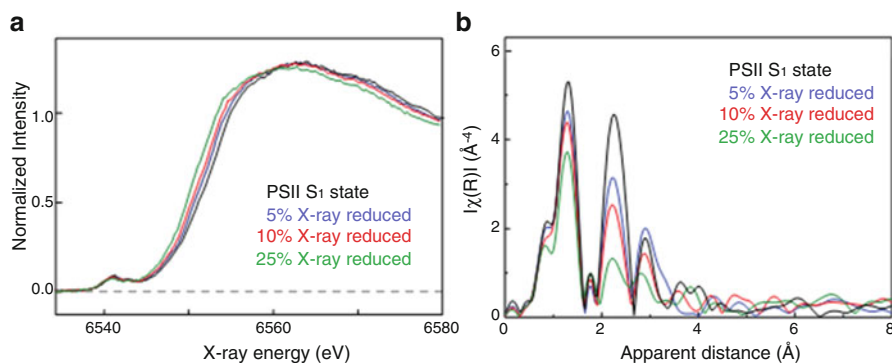 a
Normalized Intensity
1.0
0.5
0.0
PSII S1 state
5% X-ray reduced
10% X-ray reduced
25% X-ray reduced
6540
6560
6580
X-ray energy (eV)
b
|χ(R)| (Å-4)
6
4
2
0
PSII S1 state
5% X-ray reduced
10% X-ray reduced
25% X-ray reduced
0
2
4
6
8
Apparent distance (Å)